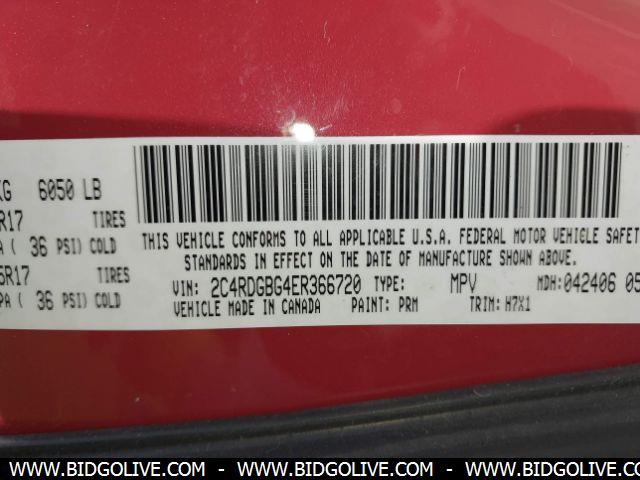 KG 6050 LB
R17 TIRES
A ( 36 PSI) COLD
5R17 TIRES
PA ( 36 PSI) COLD
THIS VEHICLE CONFORMS TO ALL APPLICABLE U.S.A. FEDERAL MOTOR VEHICLE SAFET
STANDARDS IN EFFECT ON THE DATE OF MANUFACTURE SHOWN ABOVE.
VIN: 2C4RDGBG4ER366720 TYPE: MPV MDH:042406 05
VEHICLE MADE IN CANADA PAINT: PRM TRIM: H7X1
WWW.BIDGOLIVE.COM - WWW.BIDGOLIVE.COM - WWW.BIDGOLIVE.COM